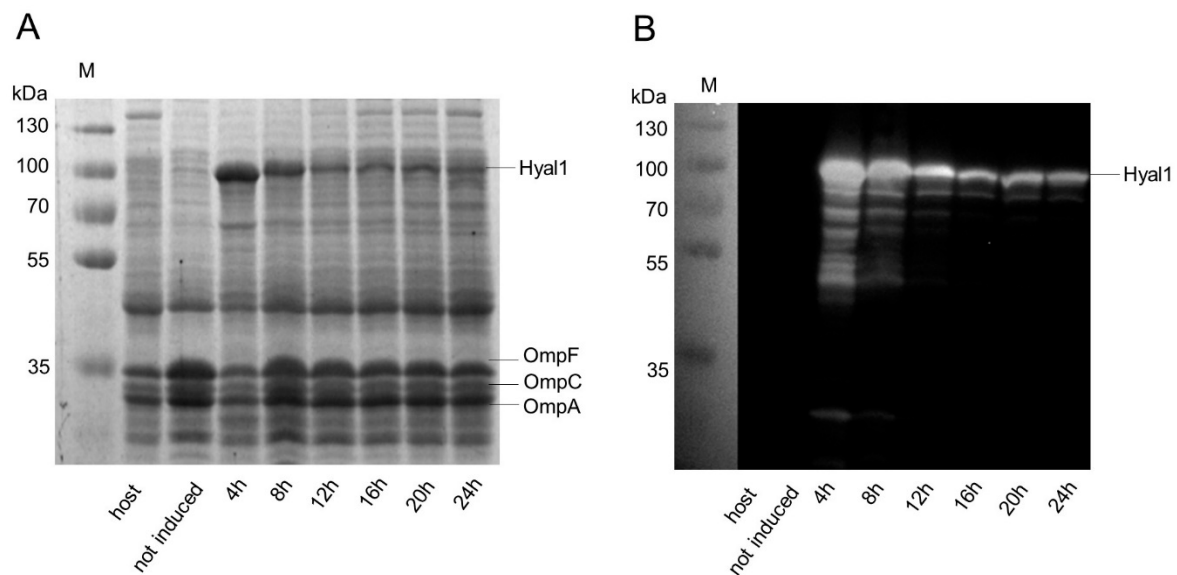 A
M
kDa
130
100
70
55
35
Hyal1
OmpF
OmpC
OmpA
host
not induced
4h
8h
12h
16h
20h
24h
B
M
kDa
130
100
70
55
35
Hyal1
host
not induced
4h
8h
12h
16h
20h
24h